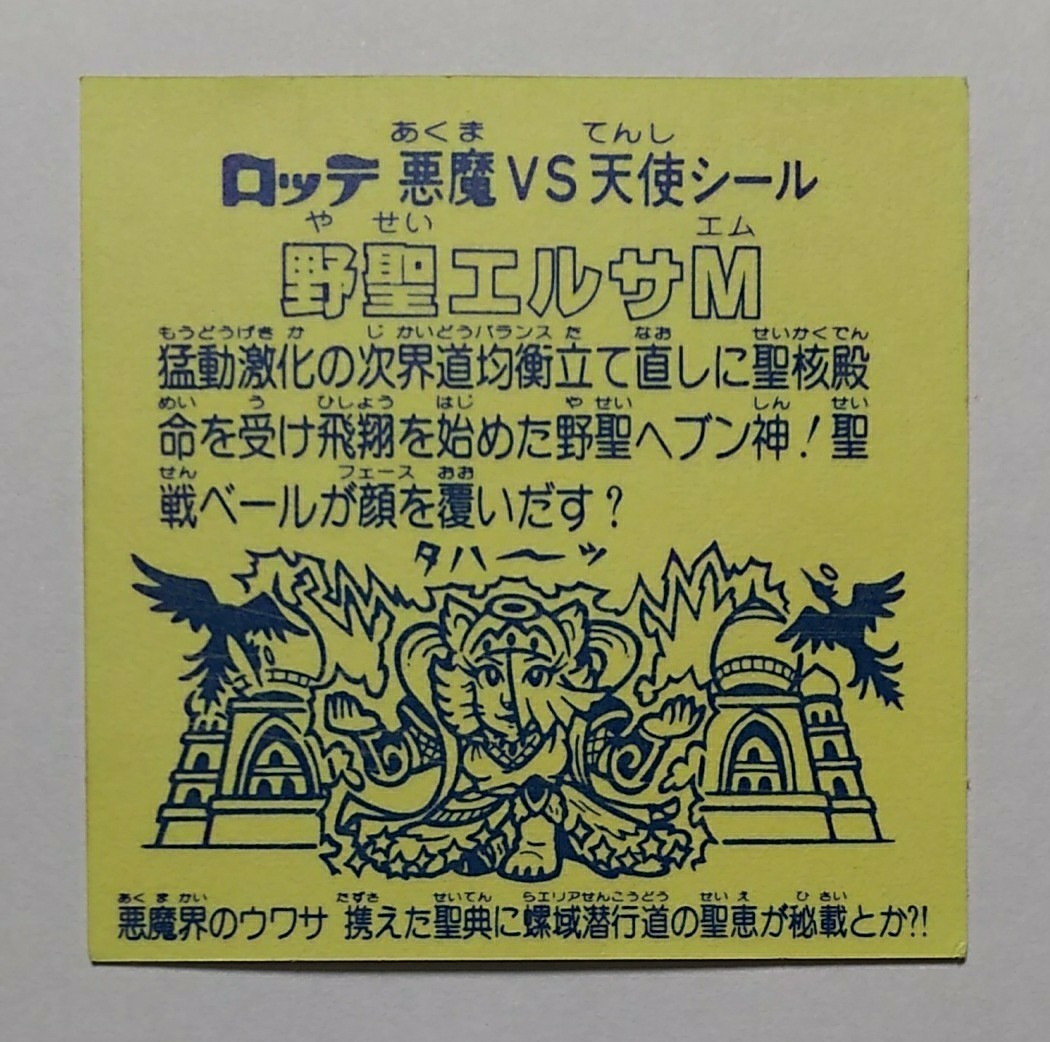 あくま てんし
ロッテ 悪魔VS天使シール
や せい エム
野聖エルサM
もうどうげき か じ かいどうバランス た なお せいかくでん
猛動激化の次界道均衡立て直しに聖核殿
めい う ひしょう はじ や せい しん せい
命を受け飛翔を始めた野聖ヘブン神!聖
せん フェース おお
戦ベールが顔を覆いだす?
タハ〜ッ
あく ま かい たずさ せいてん らエリアせんこうどう せい え ひ さい
悪魔界のウワサ 携えた聖典に螺域潜行道の聖恵が秘載とか?!